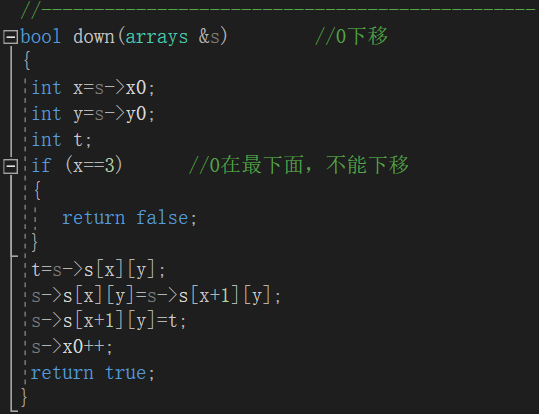 //-----------------------------------------------
bool down(arrays &s)        //0下移
{
int x=s->x0;
int y=s->y0;
int t;
if (x==3)      //0在最下面，不能下移
{
return false;
}
t=s->s[x][y];
s->s[x][y]=s->s[x+1][y];
s->s[x+1][y]=t;
s->x0++;
return true;
}